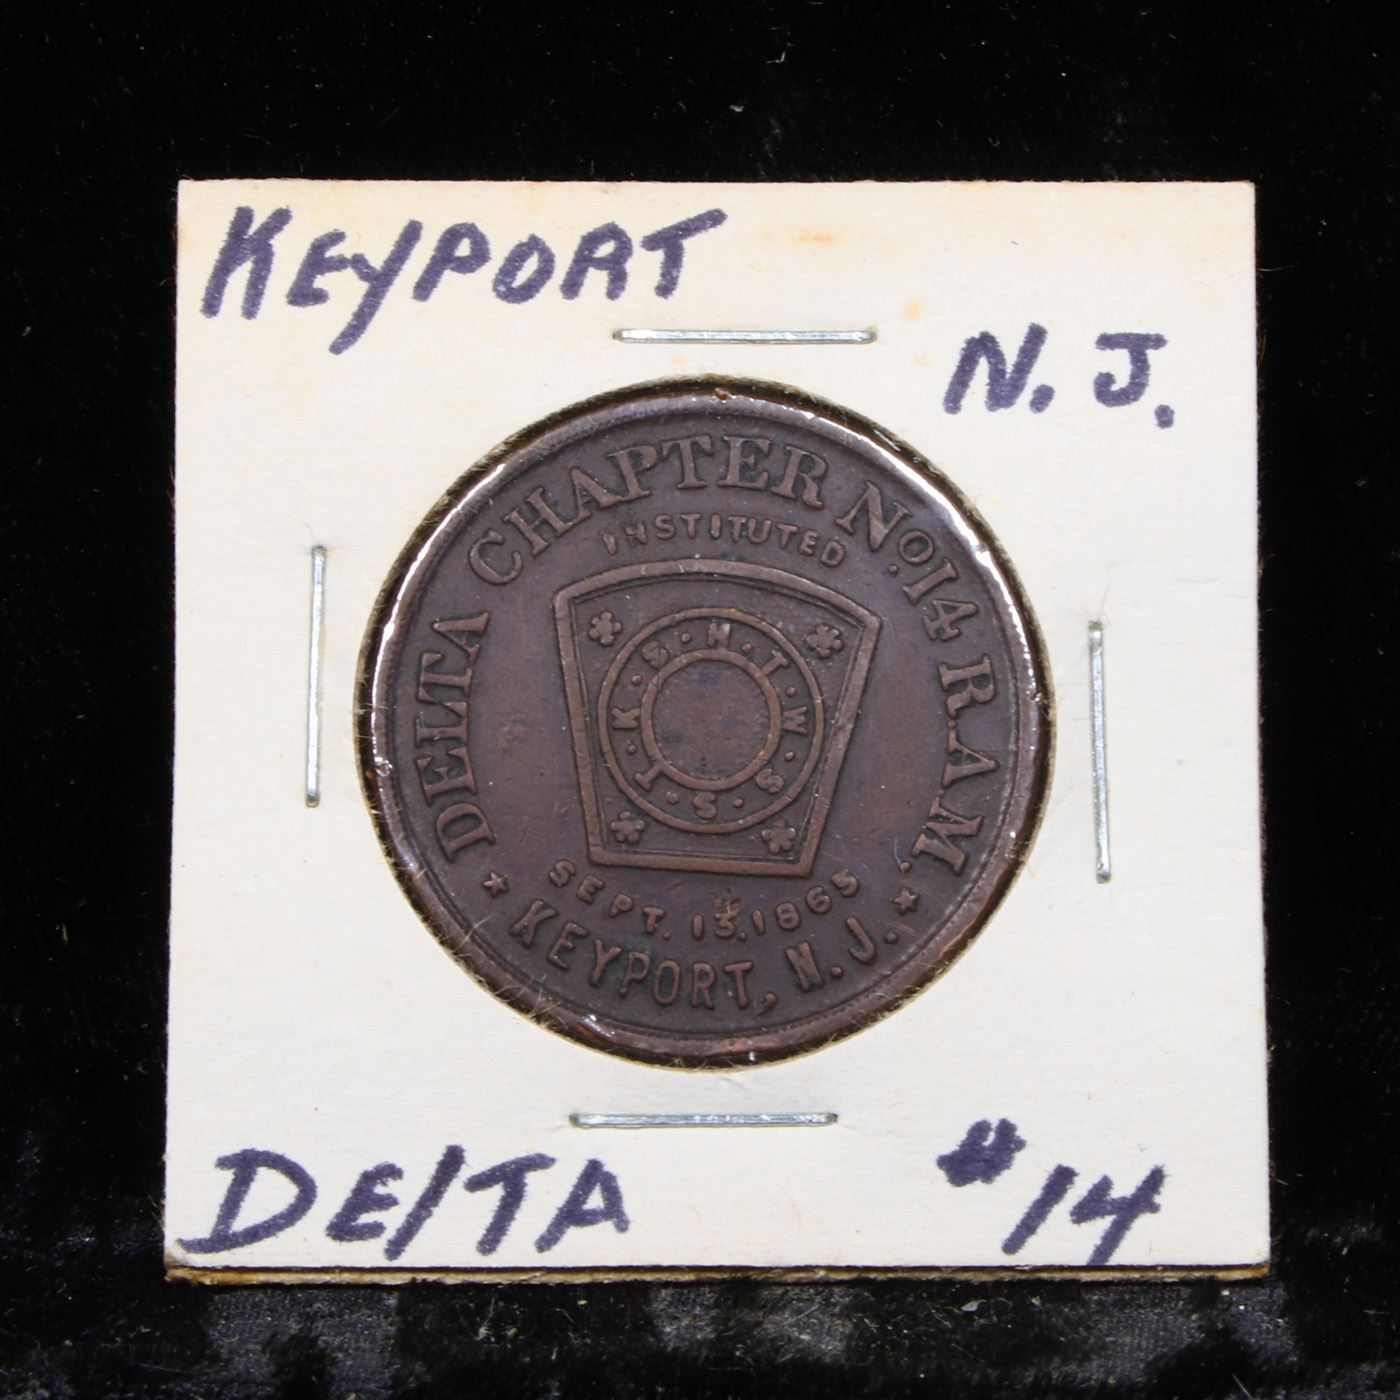 KEYPORT
N. J.
DELTA CHAPTER No. 14 R.A.M.
INSTITUTED
H · T · W · S · S · T · K · S ·
SEPT. 13, 1865
KEYPORT, N. J.
DElTA
#14